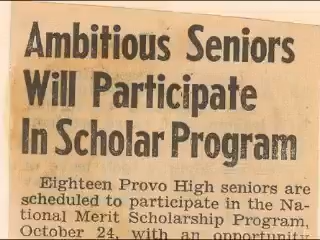 Ambitious Seniors
Will Participate
In Scholar Program
Eighteen Provo High seniors are
scheduled to participate in the Na-
tional Merit Scholarship Program,
October 24, with an opportunity